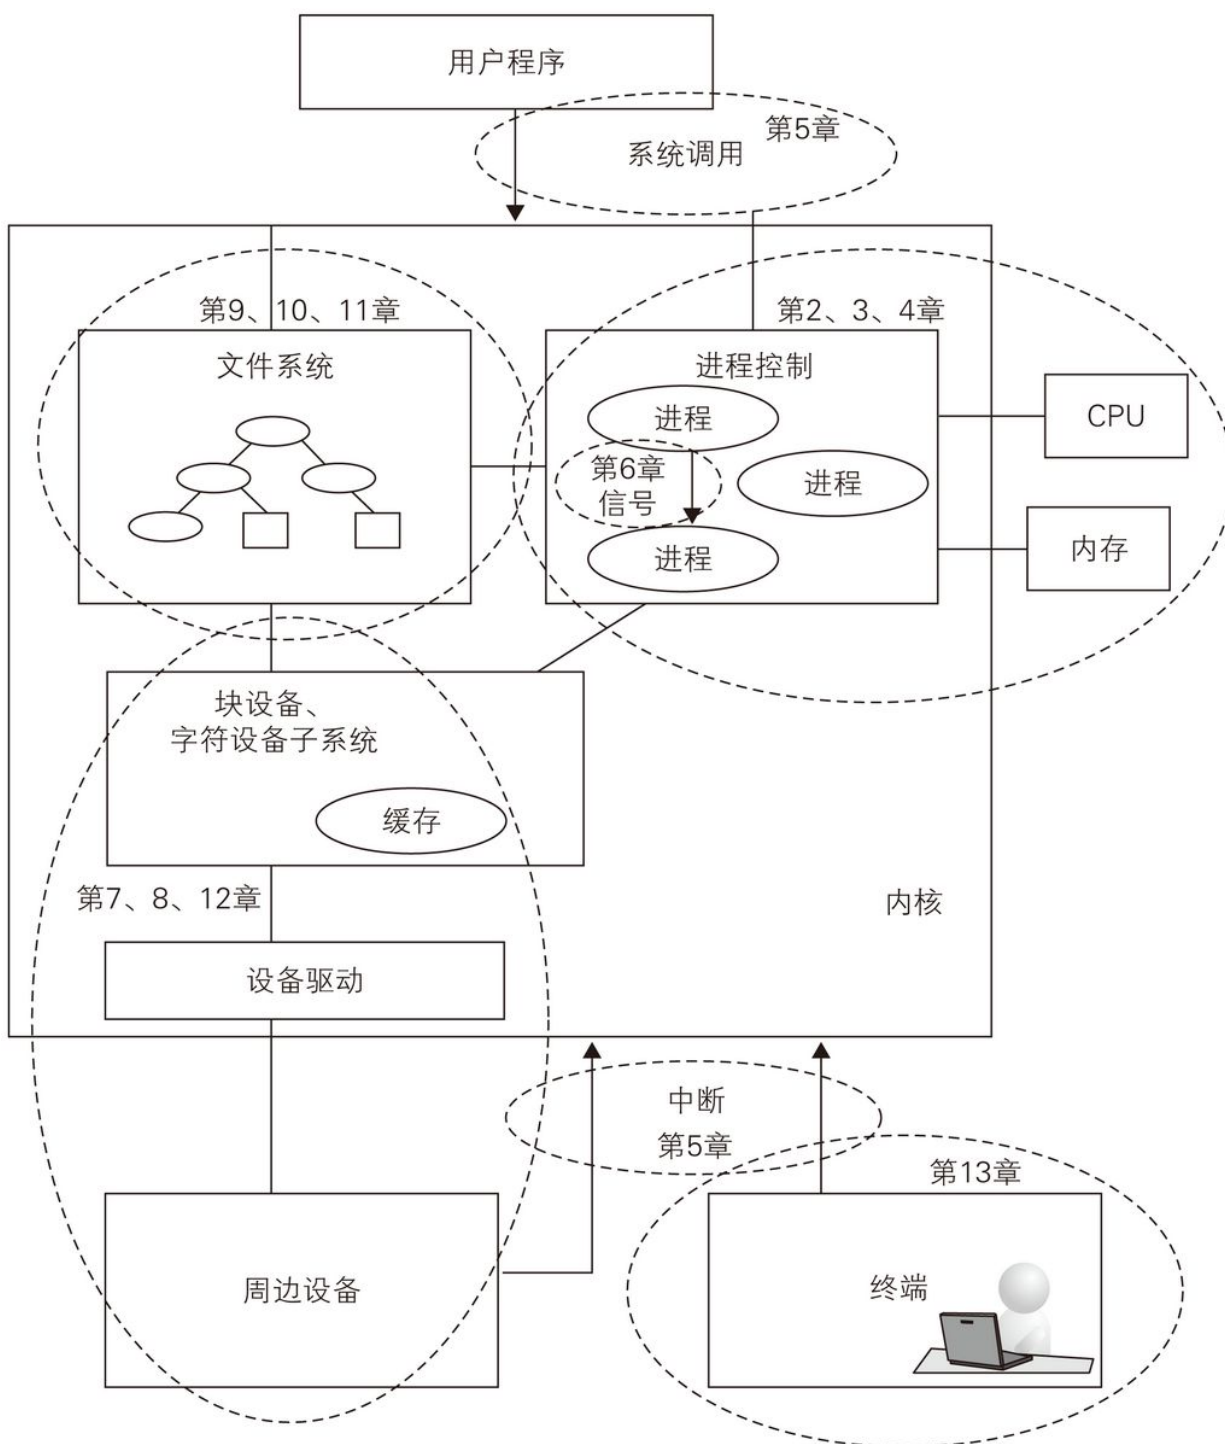 用户程序
第5章
系统调用
第9、10、11章
文件系统
第2、3、4章
进程控制
进程
第6章
信号
进程
进程
CPU
内存
块设备、
字符设备子系统
缓存
第7、8、12章
内核
设备驱动
中断
第5章
第13章
周边设备
终端